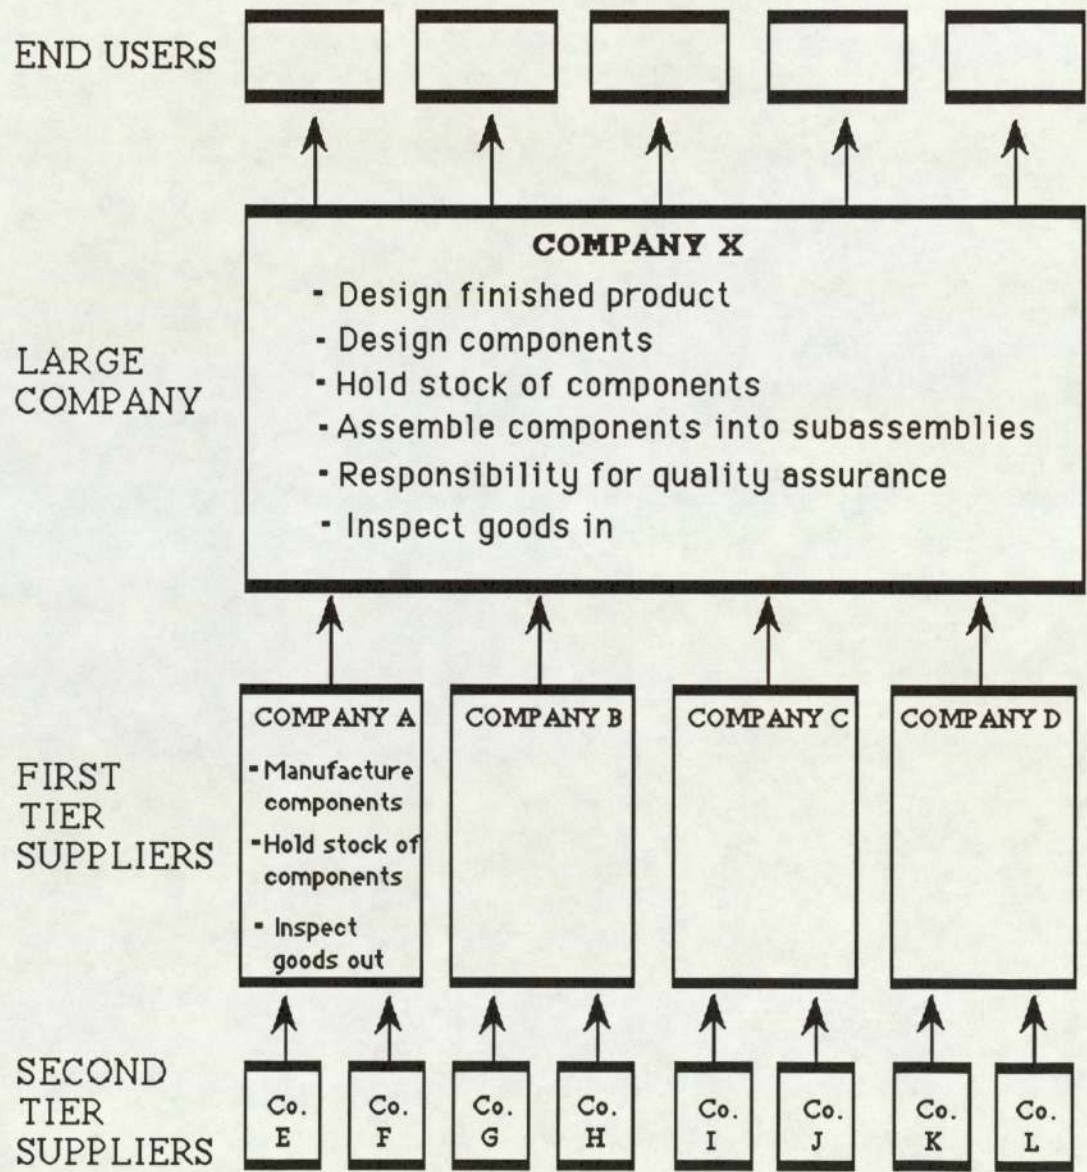 END USERS
COMPANY X
- Design finished product
- Design components
- Hold stock of components
- Assemble components into subassemblies
- Responsibility for quality assurance
- Inspect goods in
LARGE
COMPANY
COMPANY A
- Manufacture
components
- Hold stock of
components
- Inspect
goods out
COMPANY B
COMPANY C
COMPANY D
FIRST
TIER
SUPPLIERS
SECOND
TIER
SUPPLIERS
Co.
E
Co.
F
Co.
G
Co.
H
Co.
I
Co.
J
Co.
K
Co.
L